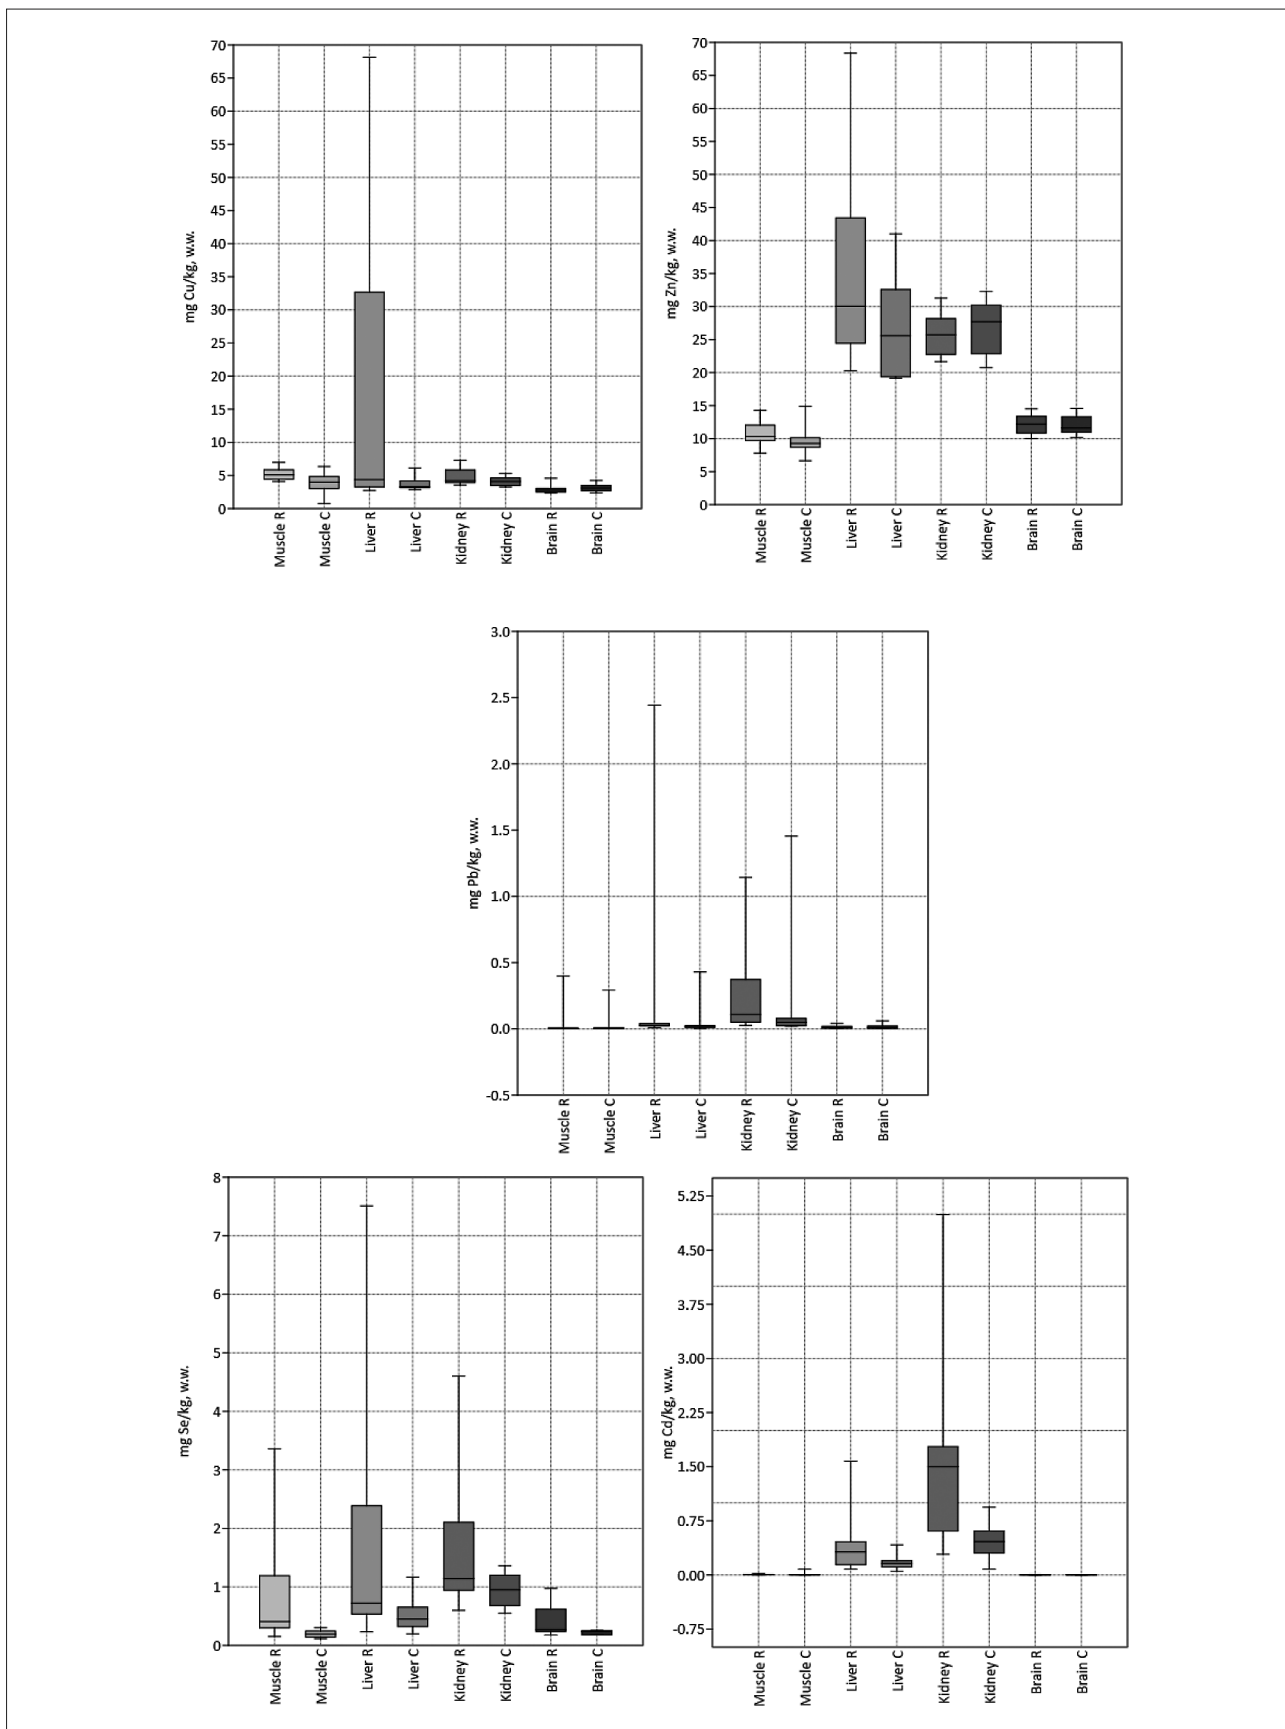 70
65
60
55
50
45
40
35
30
25
20
15
10
5
0
mg Cu/kg, w.w.
Muscle R
Muscle C
Liver R
Liver C
Kidney R
Kidney C
Brain R
Brain C
70
65
60
55
50
45
40
35
30
25
20
15
10
5
0
mg Zn/kg, w.w.
Muscle R
Muscle C
Liver R
Liver C
Kidney R
Kidney C
Brain R
Brain C
3.0
2.5
2.0
1.5
1.0
0.5
0.0
-0.5
mg Pb/kg, w.w.
Muscle R
Muscle C
Liver R
Liver C
Kidney R
Kidney C
Brain R
Brain C
8
7
6
5
4
3
2
1
0
mg Se/kg, w.w.
Muscle R
Muscle C
Liver R
Liver C
Kidney R
Kidney C
Brain R
Brain C
5.25
4.50
3.75
3.00
2.25
1.50
0.75
0.00
-0.75
mg Cd/kg, w.w.
Muscle R
Muscle C
Liver R
Liver C
Kidney R
Kidney C
Brain R
Brain C